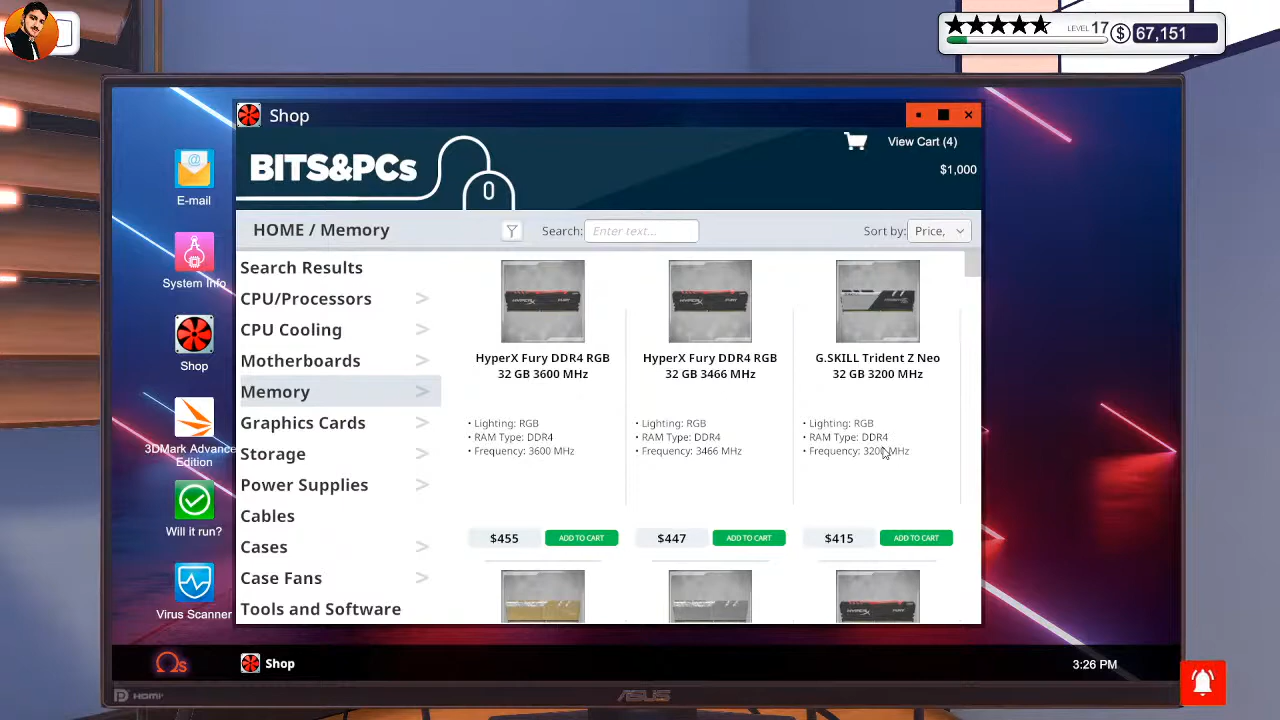 LEVEL 17
$ 67,151
Shop
BITS&PCs
View Cart (4)
$1,000
HOME / Memory
Search:
Enter text...
Sort by:
Price,
E-mail
System Info
Shop
3DMark Advance
Edition
Will it run?
Virus Scanner
Search Results
CPU/Processors >
CPU Cooling >
Motherboards >
Memory >
Graphics Cards >
Storage >
Power Supplies >
Cables
Cases >
Case Fans >
Tools and Software
HyperX Fury DDR4 RGB
32 GB 3600 MHz
• Lighting: RGB
• RAM Type: DDR4
• Frequency: 3600 MHz
$455
ADD TO CART
HyperX Fury DDR4 RGB
32 GB 3466 MHz
• Lighting: RGB
• RAM Type: DDR4
• Frequency: 3466 MHz
$447
ADD TO CART
G.SKILL Trident Z Neo
32 GB 3200 MHz
• Lighting: RGB
• RAM Type: DDR4
• Frequency: 3200 MHz
$415
ADD TO CART
Ωs
Shop
3:26 PM
HDMI
ASUS